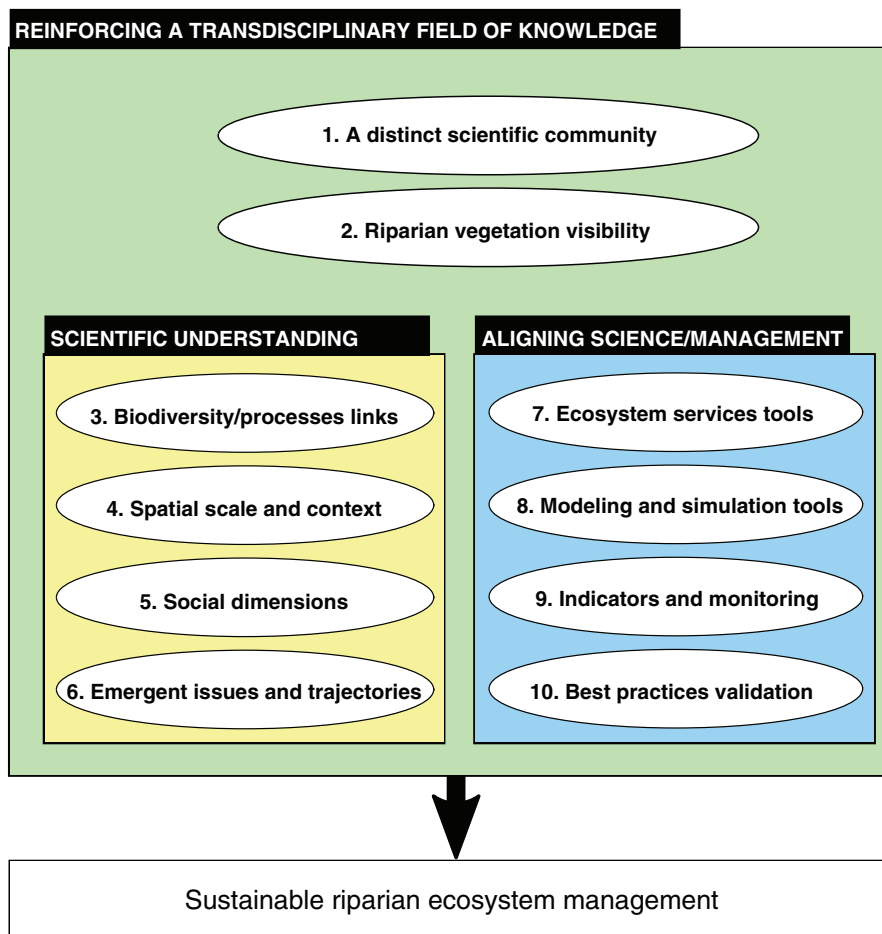 REINFORCING A TRANSDISCIPLINARY FIELD OF KNOWLEDGE
1. A distinct scientific community
2. Riparian vegetation visibility
SCIENTIFIC UNDERSTANDING
3. Biodiversity/processes links
4. Spatial scale and context
5. Social dimensions
6. Emergent issues and trajectories
ALIGNING SCIENCE/MANAGEMENT
7. Ecosystem services tools
8. Modeling and simulation tools
9. Indicators and monitoring
10. Best practices validation
Sustainable riparian ecosystem management